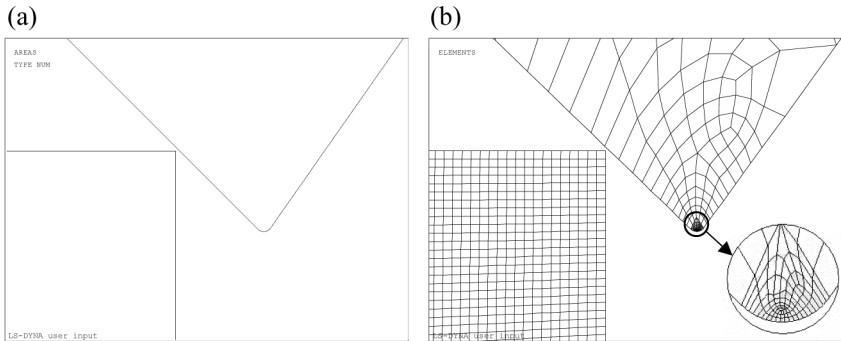 (a)
AREAS
TYPE NUM
LS-DYNA user input
(b)
ELEMENTS
LS-DYNA user input